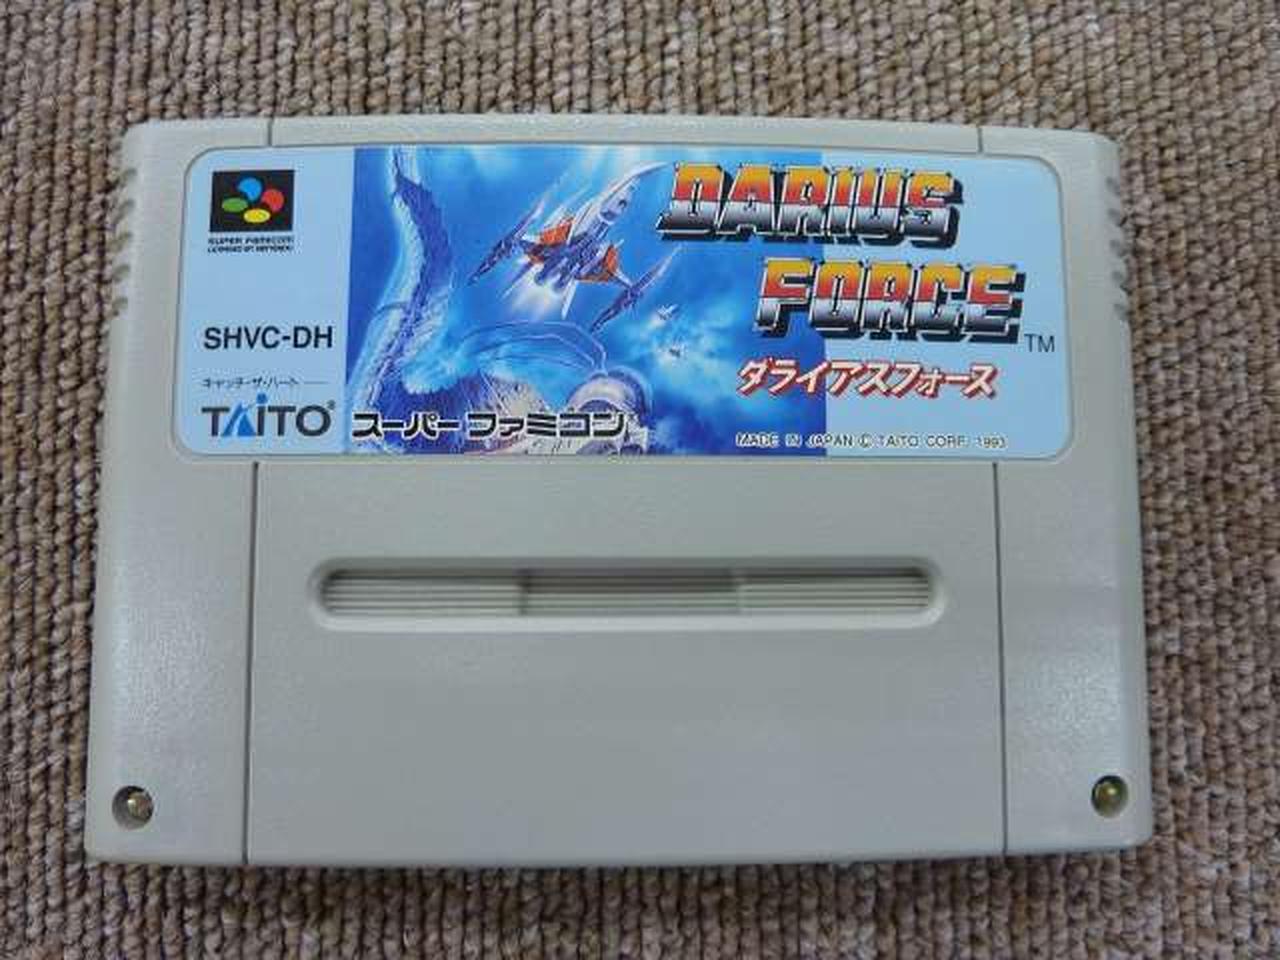 SUPER FAMICOM
LICENSED BY NINTENDO
SHVC-DH
キャッチ・ザ・ハート
TAITO®
スーパーファミコン
DARIUS
FORCE
TM
ダライアスフォース
MADE IN JAPAN © TAITO CORP. 1993